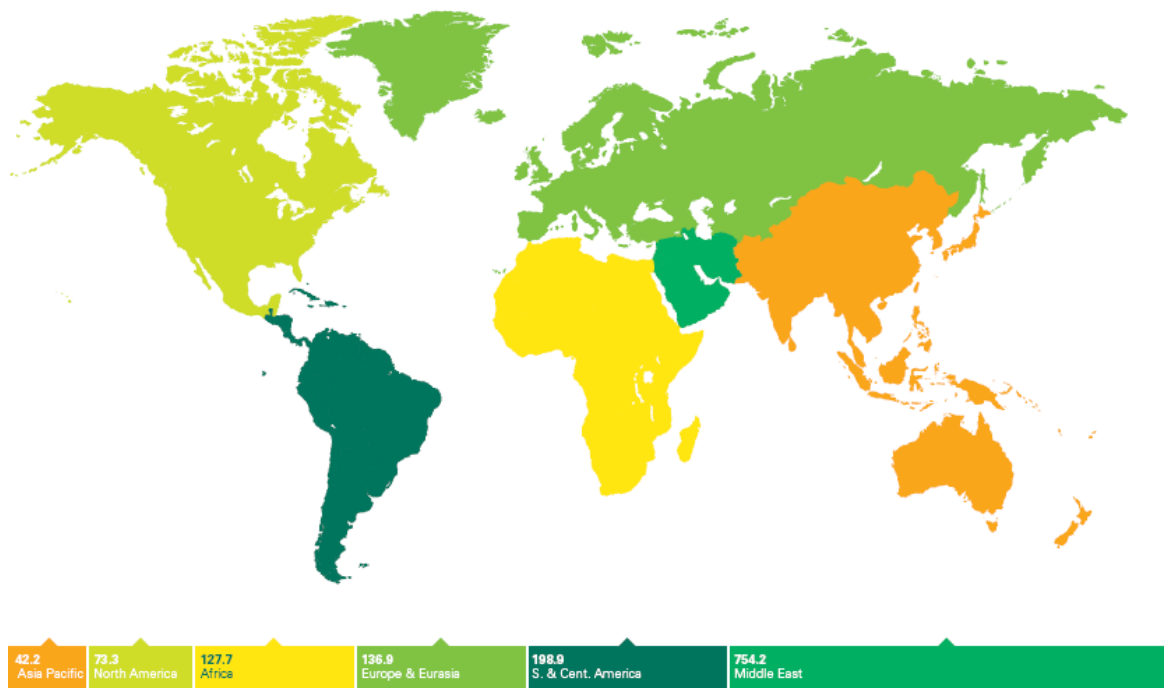 42.2
Asia Pacific
73.3
North America
127.7
Africa
136.9
Europe & Eurasia
198.9
S. & Cent. America
754.2
Middle East